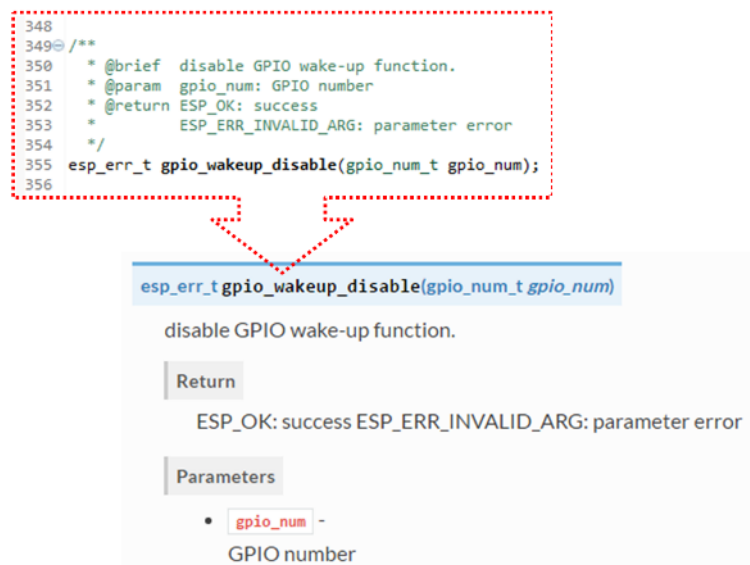 348
349 /**
350 * @brief disable GPIO wake-up function.
351 * @param gpio_num: GPIO number
352 * @return ESP_OK: success
353 * ESP_ERR_INVALID_ARG: parameter error
354 */
355 esp_err_t gpio_wakeup_disable(gpio_num_t gpio_num);
356
esp_err_t gpio_wakeup_disable(gpio_num_t gpio_num)
disable GPIO wake-up function.
Return
ESP_OK: success ESP_ERR_INVALID_ARG: parameter error
Parameters
• gpio_num -
GPIO number